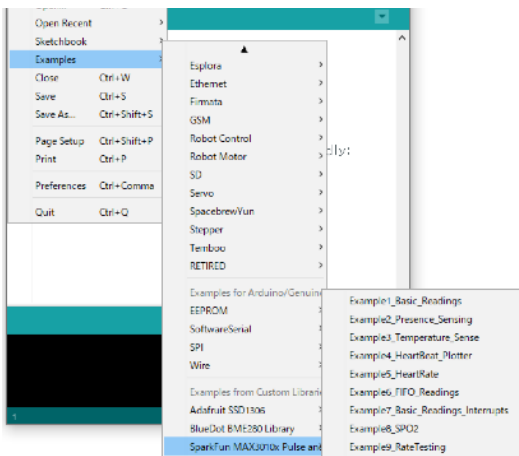 Open Recent
Sketchbook
Examples
Close Ctrl+W
Save Ctrl+S
Save As... Ctrl+Shift+S
Page Setup Ctrl+Shift+P
Print Ctrl+P
Preferences Ctrl+Comma
Quit Ctrl+Q
Esplora
Ethernet
Firmata
GSM
Robot Control
Robot Motor
SD
Servo
SpacebrewYun
Stepper
Temboo
RETIRED
Examples for Arduino/Genuin
EEPROM
SoftwareSerial
SPI
Wire
Examples from Custom Librari
Adafruit SSD1306
BlueDot BME280 Library
SparkFun MAX3010x Pulse an
dly:
Example1_Basic_Readings
Example2_Presence_Sensing
Example3_Temperature_Sense
Example4_HeartBeat_Plotter
Example5_HeartRate
Example6_FIFO_Readings
Example7_Basic_Readings_Interrupts
Example8_SPO2
Example9_RateTesting
1